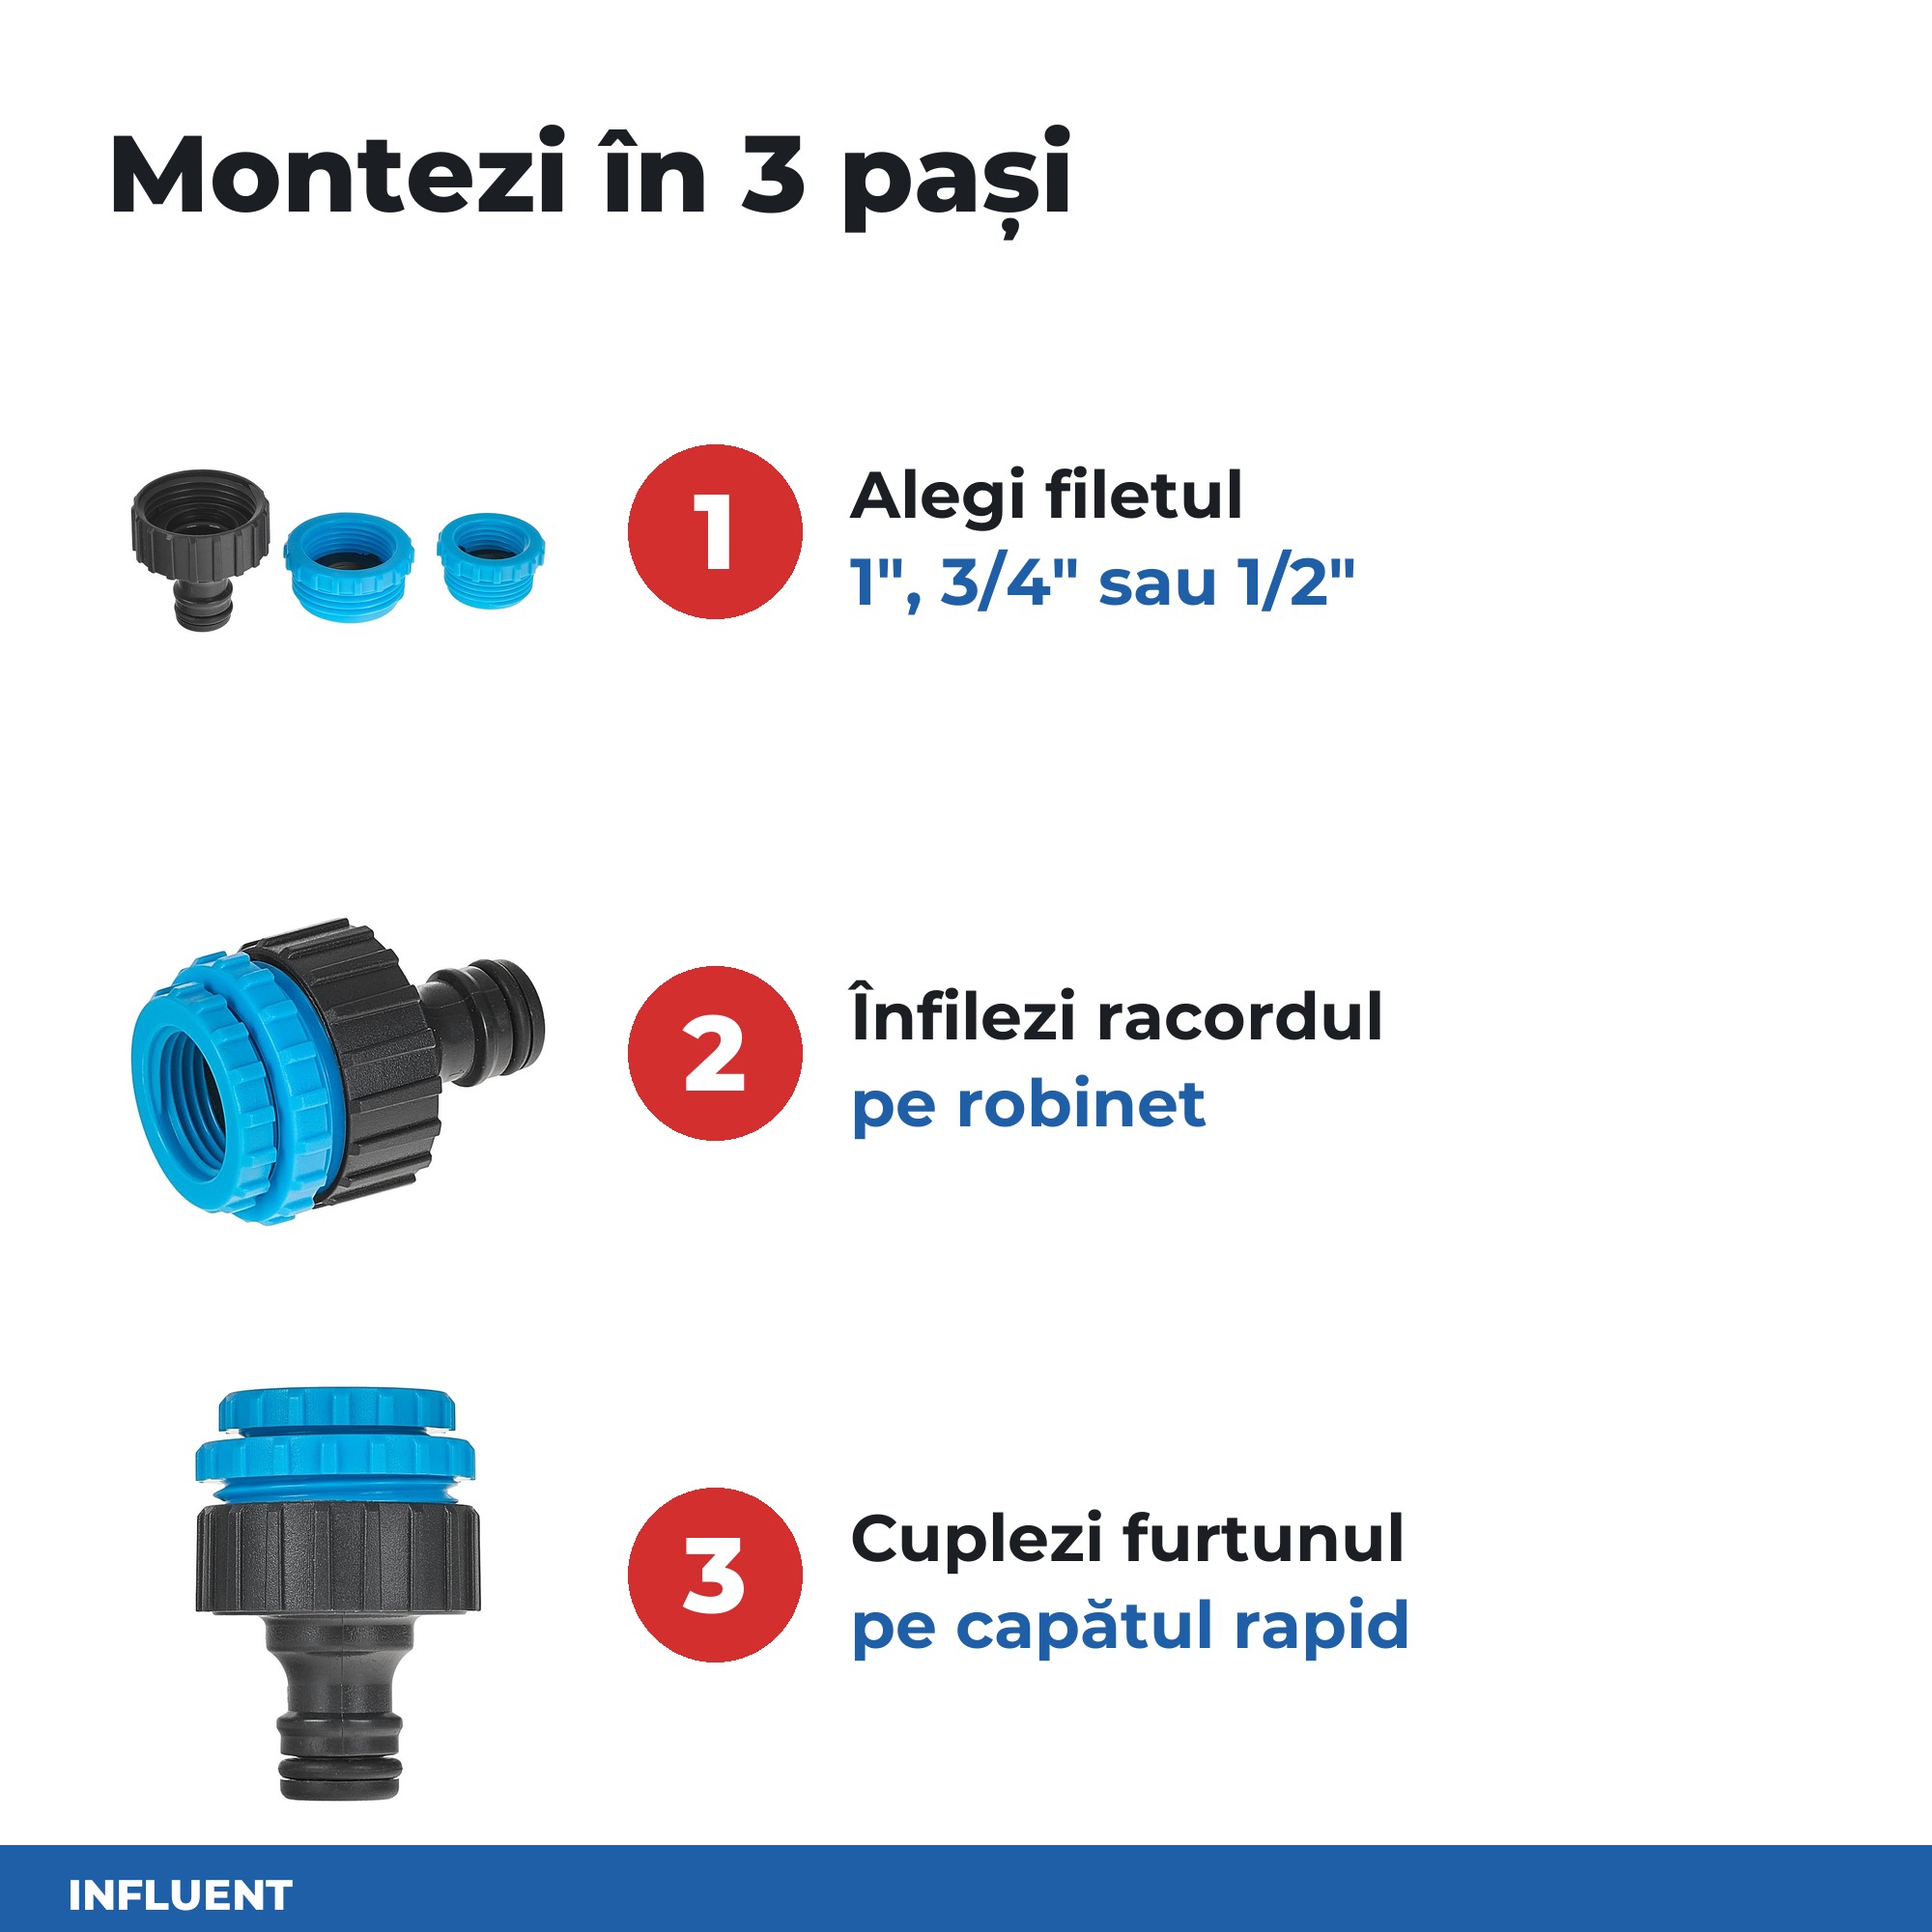 Montezi în 3 pași
1
Alegi filetul
1", 3/4" sau 1/2"
2
Înfilezi racordul
pe robinet
3
Cuplezi furtunul
pe capătul rapid
INFLUENT